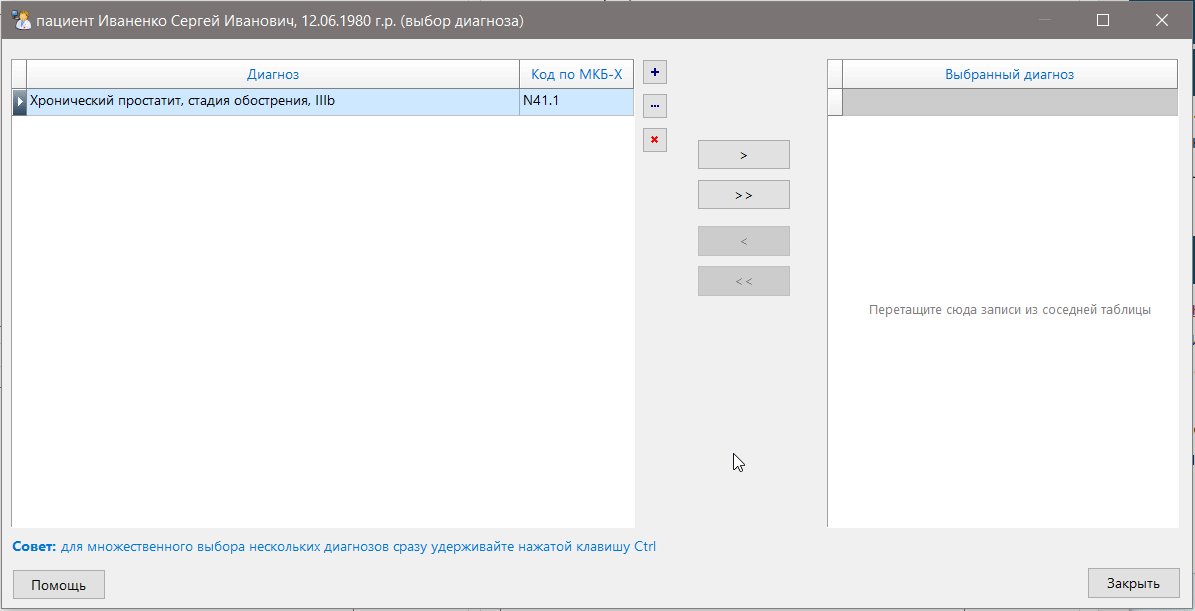 пациент Иваненко Сергей Иванович, 12.06.1980 г.р. (выбор диагноза)
Диагноз Код по МКБ-X
Хронический простатит, стадия обострения, IIIb N41.1
Выбранный диагноз
>
>>
<
<<
Перетащите сюда записи из соседней таблицы
Совет: для множественного выбора нескольких диагнозов сразу удерживайте нажатой клавишу Ctrl
Помощь
Закрыть